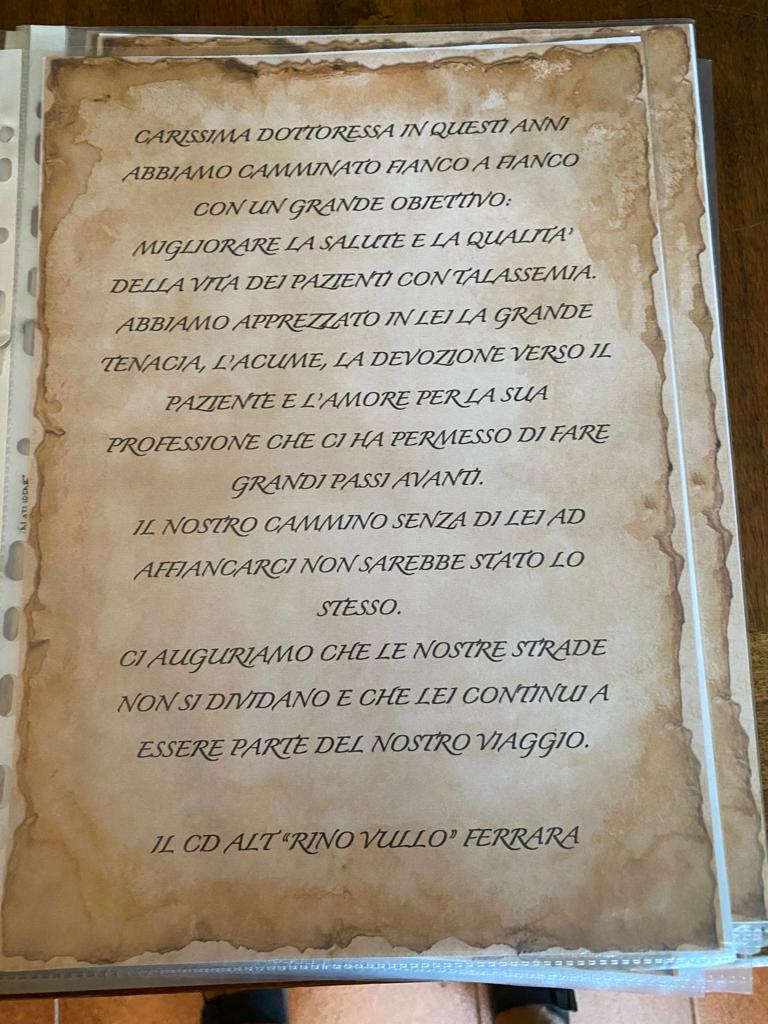 CARISSIMA DOTTORESSA IN QUESTI ANNI
ABBIAMO CAMMINATO FIANCO A FIANCO
CON UN GRANDE OBIETTIVO:
MIGLIORARE LA SALUTE E LA QUALITA'
DELLA VITA DEI PAZIENTI CON TALASSEMIA.
ABBIAMO APPREZZATO IN LEI LA GRANDE
TENACIA, L'ACUME, LA DEVOZIONE VERSO IL
PAZIENTE E L'AMORE PER LA SUA
PROFESSIONE CHE CI HA PERMESSO DI FARE
GRANDI PASSI AVANTI.
IL NOSTRO CAMMINO SENZA DI LEI AD
AFFIANCARCI NON SAREBBE STATO LO
STESSO.
CI AUGURIAMO CHE LE NOSTRE STRADE
NON SI DIVIDANO E CHE LEI CONTINUI A
ESSERE PARTE DEL NOSTRO VIAGGIO.
IL CD ALT "RINO VULLO" FERRARA